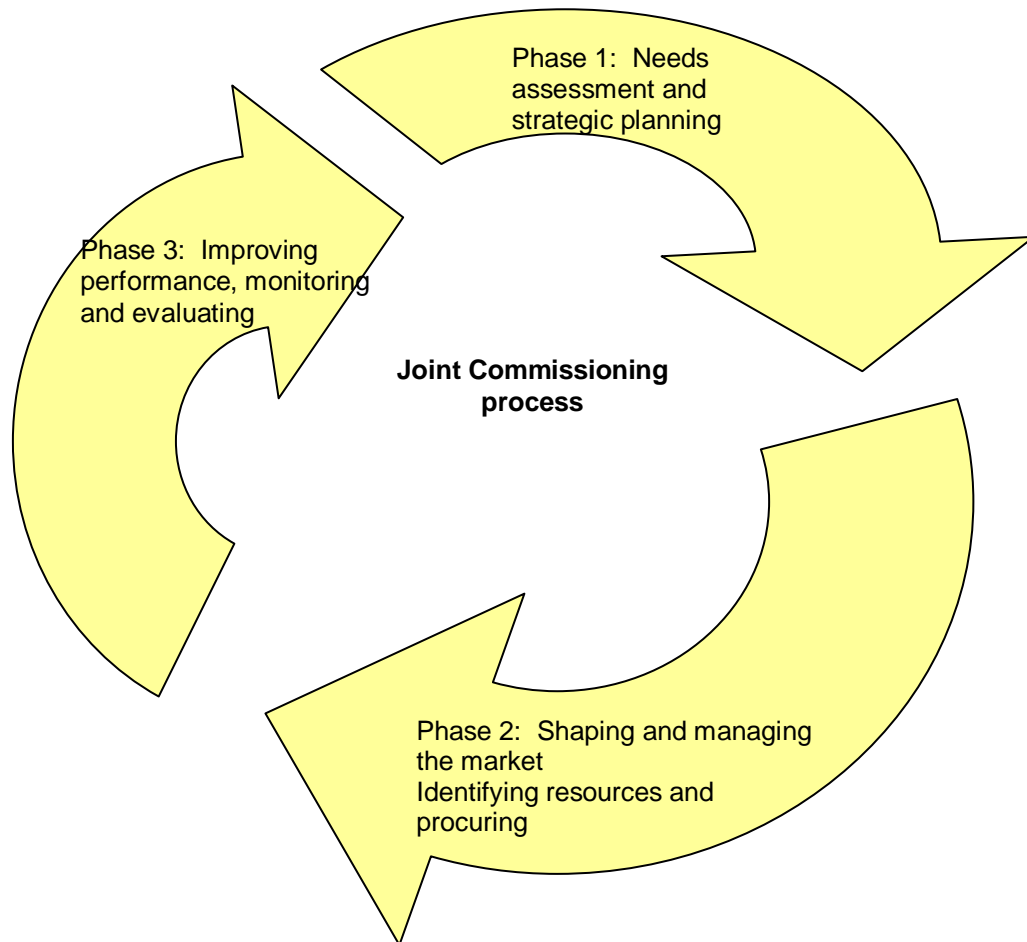 Phase 1:  Needs
assessment and
strategic planning
Phase 3:  Improving
performance, monitoring
and evaluating
Joint Commissioning
process
Phase 2:  Shaping and managing
the market
Identifying resources and
procuring